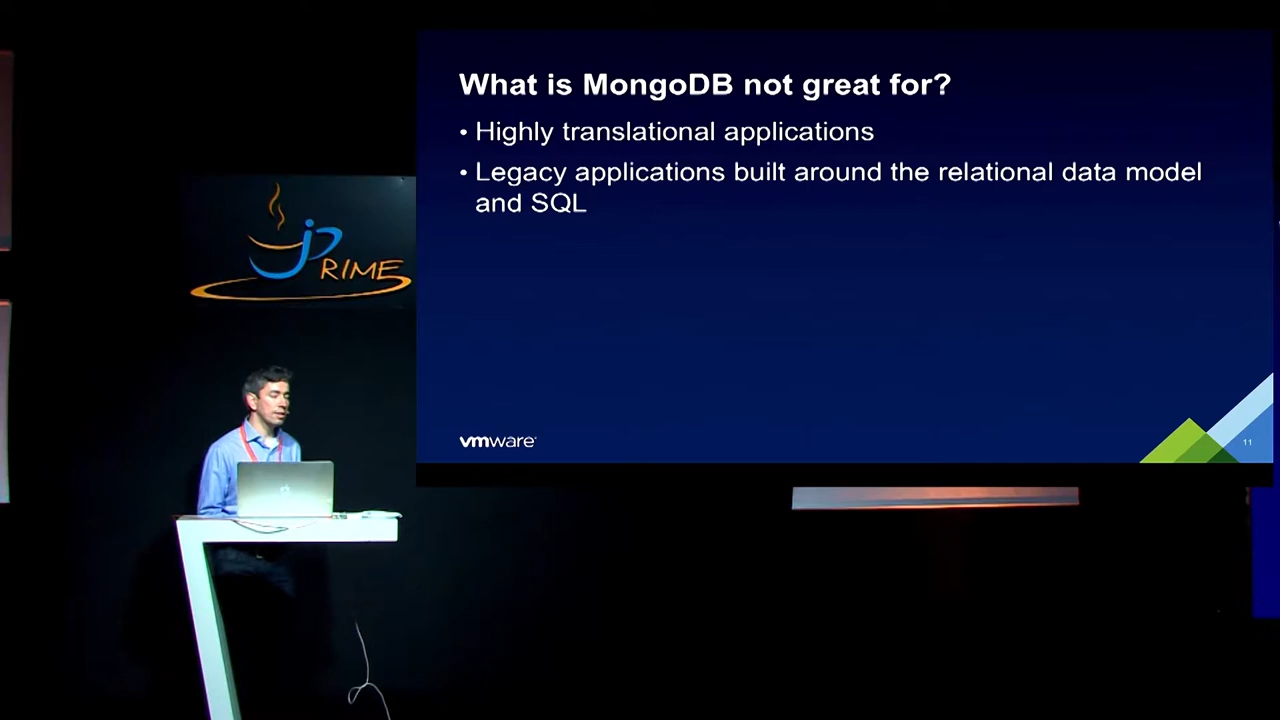 What is MongoDB not great for?
• Highly translational applications
• Legacy applications built around the relational data model
and SQL
jPRIME
vmware
11